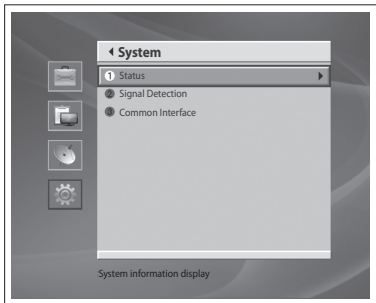 System
1 Status
2 Signal Detection
3 Common Interface
System information display